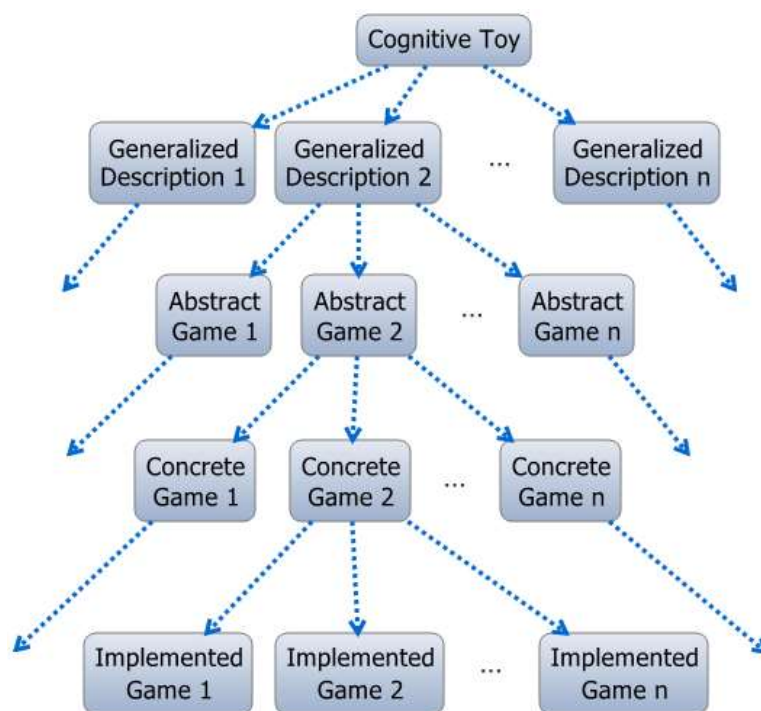 Cognitive Toy
Generalized
Description 1
Generalized
Description 2
...
Generalized
Description n
Abstract
Game 1
Abstract
Game 2
...
Abstract
Game n
Concrete
Game 1
Concrete
Game 2
...
Concrete
Game n
Implemented
Game 1
Implemented
Game 2
...
Implemented
Game n